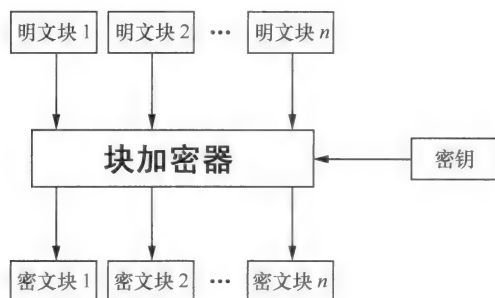 明文块 1 明文块 2 … 明文块 n
块加密器
密钥
密文块 1 密文块 2 … 密文块 n